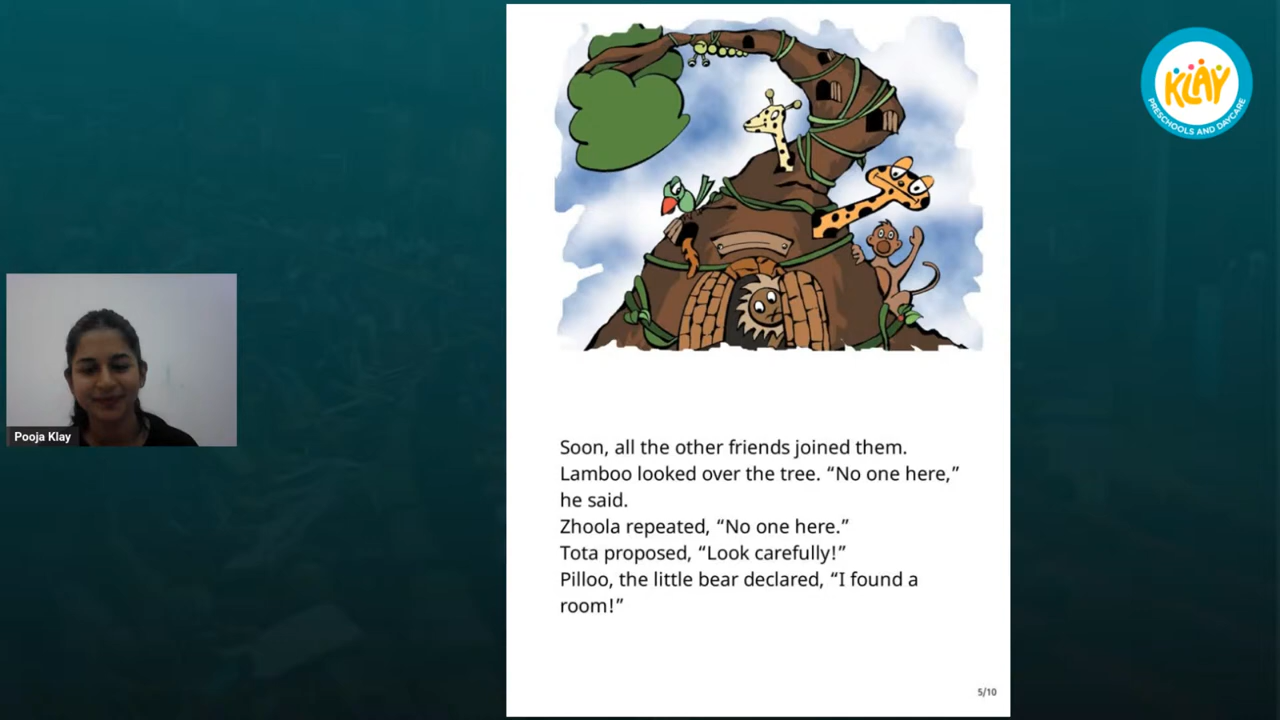 KLAY
PRESCHOOLS AND DAYCARE
Pooja Klay
Soon, all the other friends joined them.
Lamboo looked over the tree. “No one here,”
he said.
Zhoola repeated, “No one here.”
Tota proposed, “Look carefully!”
Pilloo, the little bear declared, “I found a
room!”
5/10